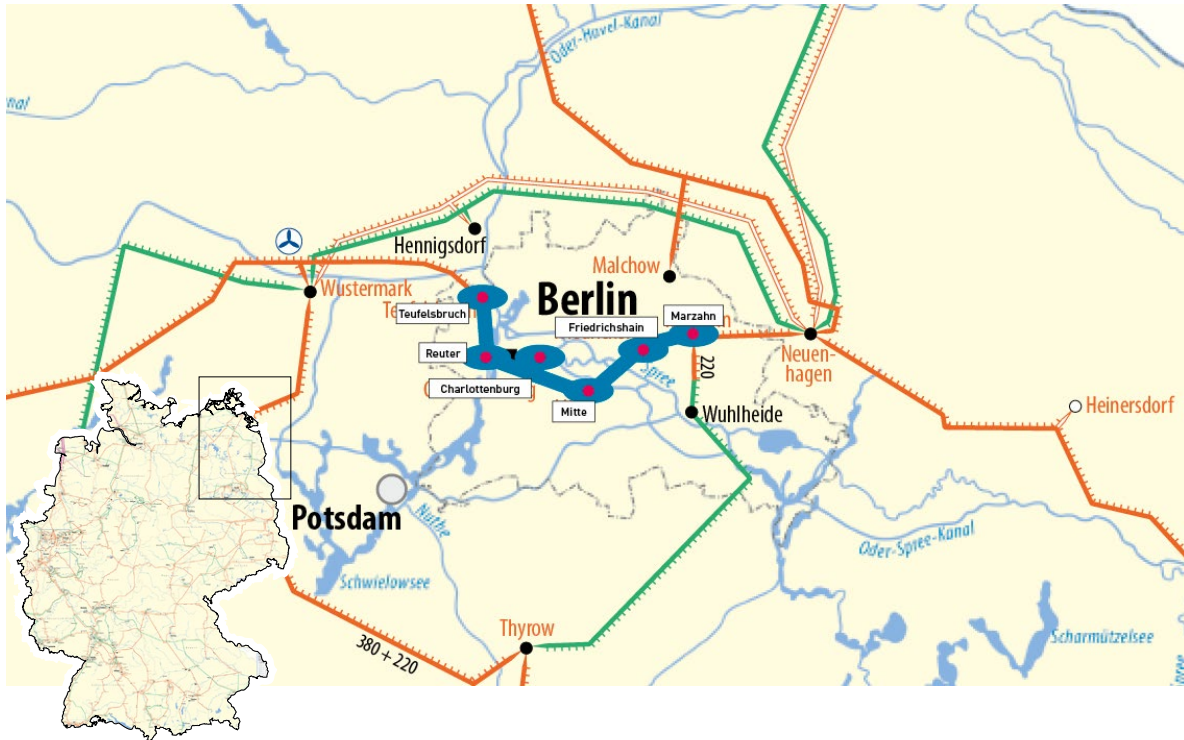 Oder-Havel-Kanal
Kanal
Hennigsdorf
Malchow
Wustermark
Berlin
Teufelsbruch
Friedrichshain
Marzahn
Reuter
Spree
220
Neuen-
hagen
Charlottenburg
Mitte
Wuhlheide
Heinersdorf
Potsdam
Nuthe
Oder-Spree-Kanal
Schwielowsee
Thyrow
380 + 220
Scharmützelsee